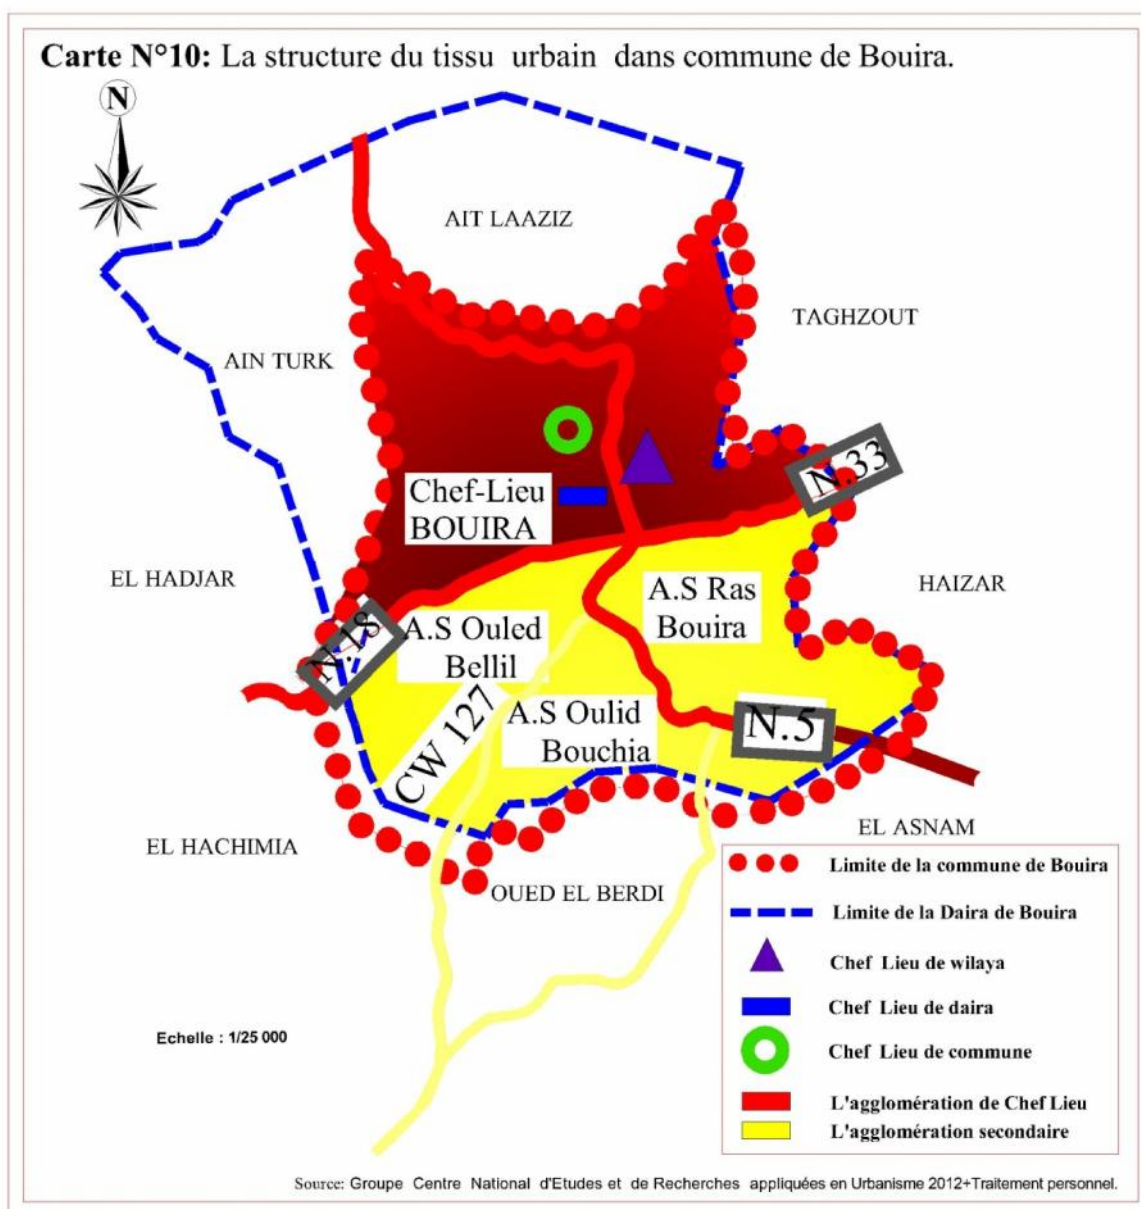 Carte N°10: La structure du tissu urbain dans commune de Bouira.
N
AIT LAAZIZ
TAGHZOUT
AIN TURK
N.33
Chef-Lieu
BOUIRA
EL HADJAR
HAIZAR
A.S Ras
Bouira
N.18
A.S Ouled
Bellil
CW 127
A.S Oulid
Bouchia
N.5
EL HACHIMIA
EL ASNAM
OUED EL BERDI
Limite de la commune de Bouira
Limite de la Daira de Bouira
Chef Lieu de wilaya
Chef Lieu de daira
Chef Lieu de commune
L'agglomération de Chef Lieu
L'agglomération secondaire
Echelle : 1/25 000
Source: Groupe Centre National d'Etudes et de Recherches appliquées en Urbanisme 2012+Traitement personnel.